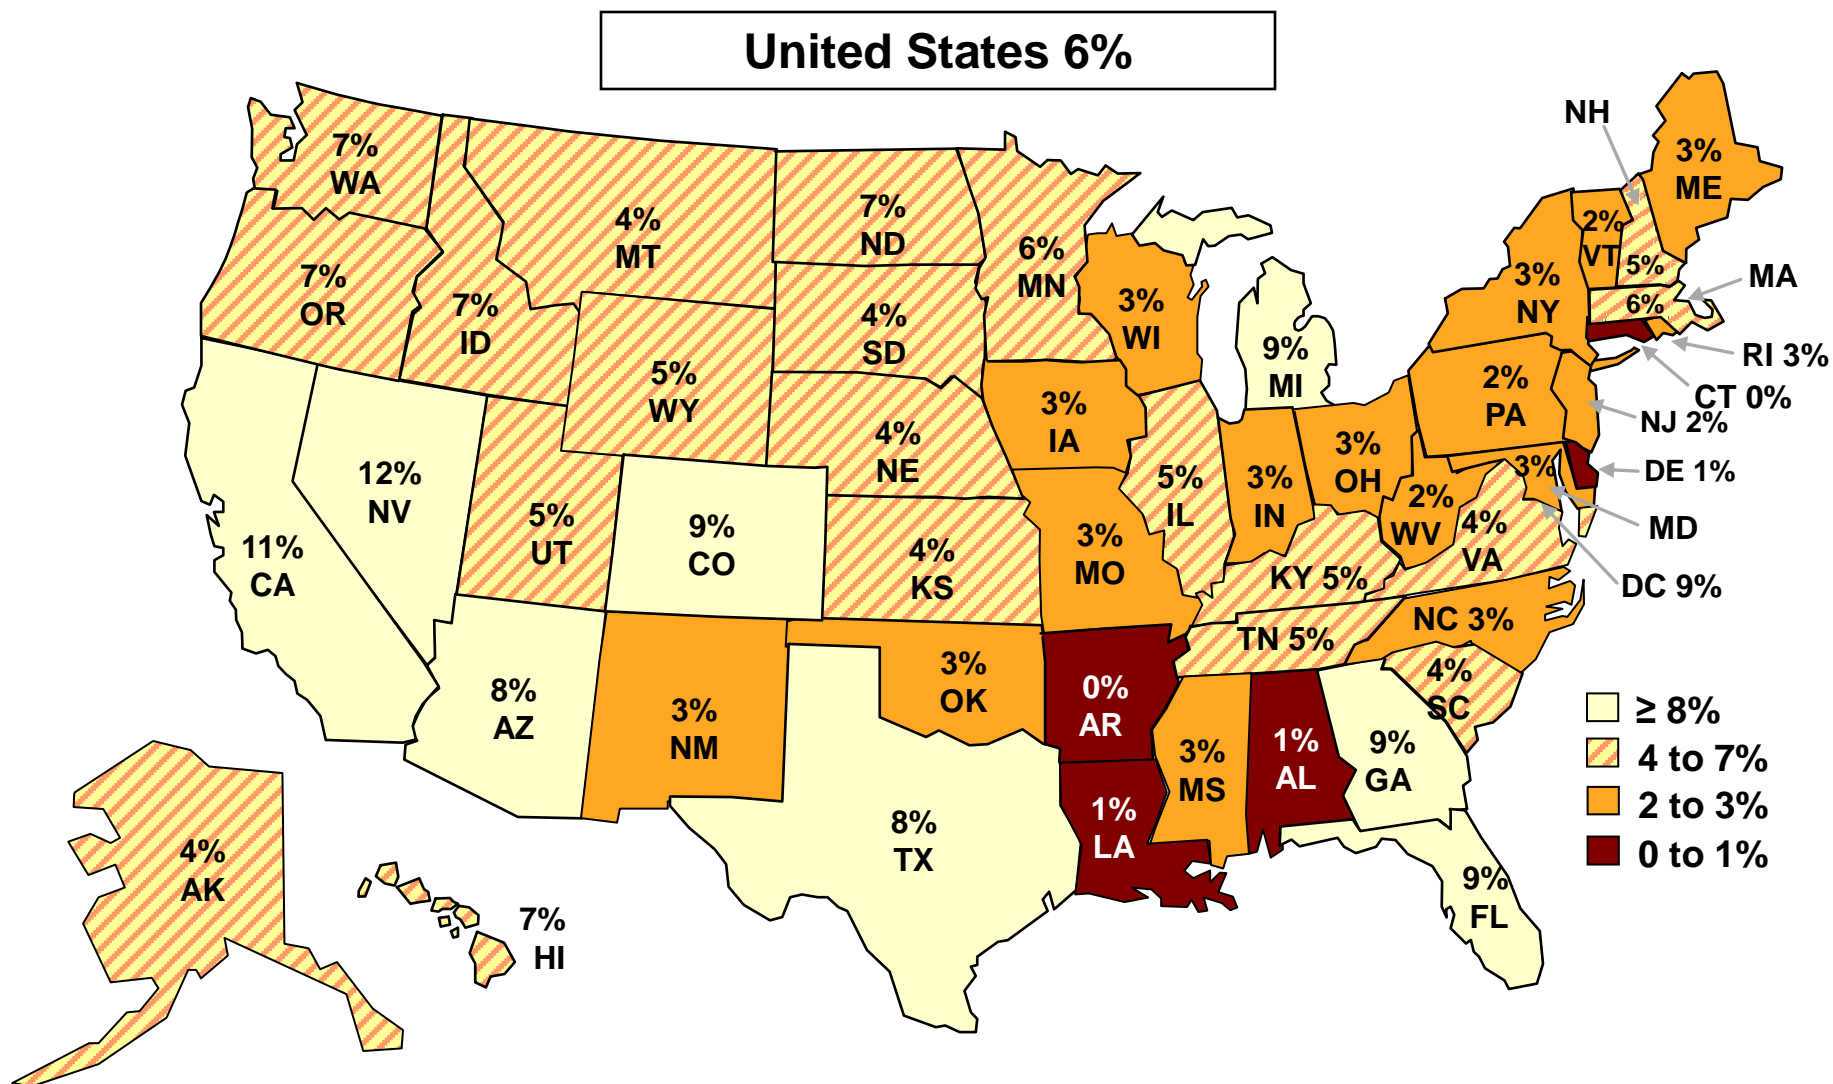 United States 6%
NH
3%
ME
7%
WA
4%
MT
7%
ND
6%
MN
2%
VT
5%
MA
7%
OR
7%
ID
3%
NY
6%
4%
SD
3%
WI
RI 3%
9%
MI
CT 0%
5%
WY
2%
PA
NJ 2%
3%
IA
4%
NE
3%
OH
3%
DE 1%
12%
NV
5%
IL
3%
IN
2%
WV
4%
VA
MD
5%
UT
9%
CO
11%
CA
4%
KS
3%
MO
KY 5%
DC 9%
NC 3%
TN 5%
8%
AZ
3%
NM
3%
OK
0%
AR
4%
SC
3%
MS
1%
AL
9%
GA
≥ 8%
4 to 7%
2 to 3%
0 to 1%
8%
TX
1%
LA
4%
AK
9%
FL
7%
HI